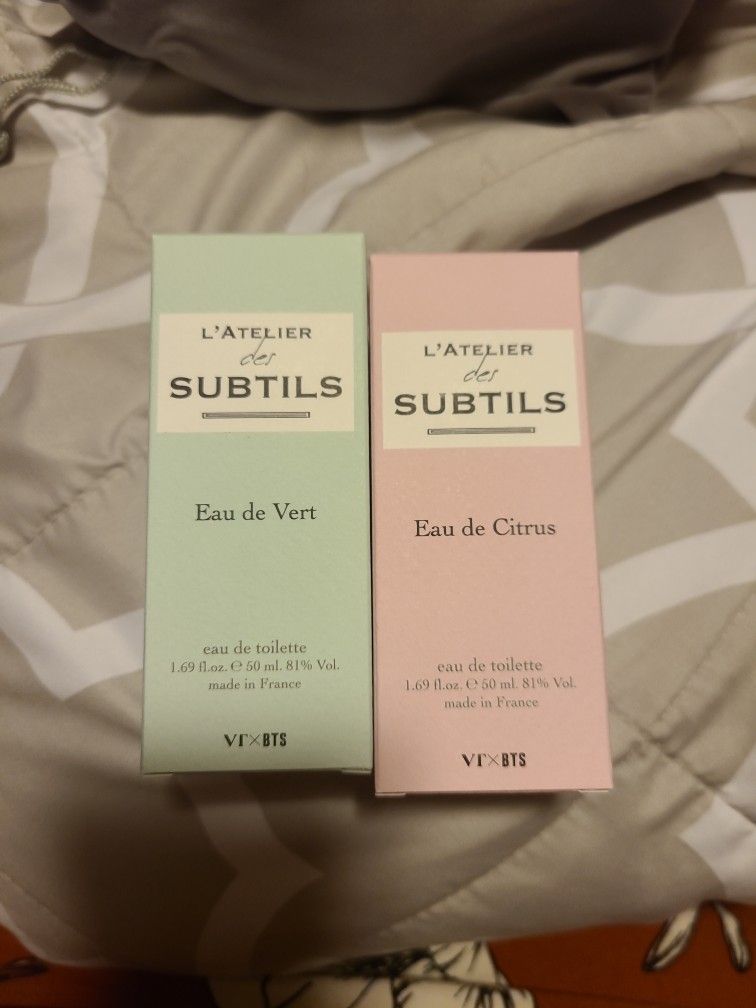 L'ATELIER
des
SUBTILS
Eau de Vert
eau de toilette
1.69 fl.oz. ℮ 50 ml. 81% Vol.
made in France
VT×BTS
L'ATELIER
des
SUBTILS
Eau de Citrus
eau de toilette
1.69 fl.oz. ℮ 50 ml. 81% Vol.
made in France
VT×BTS